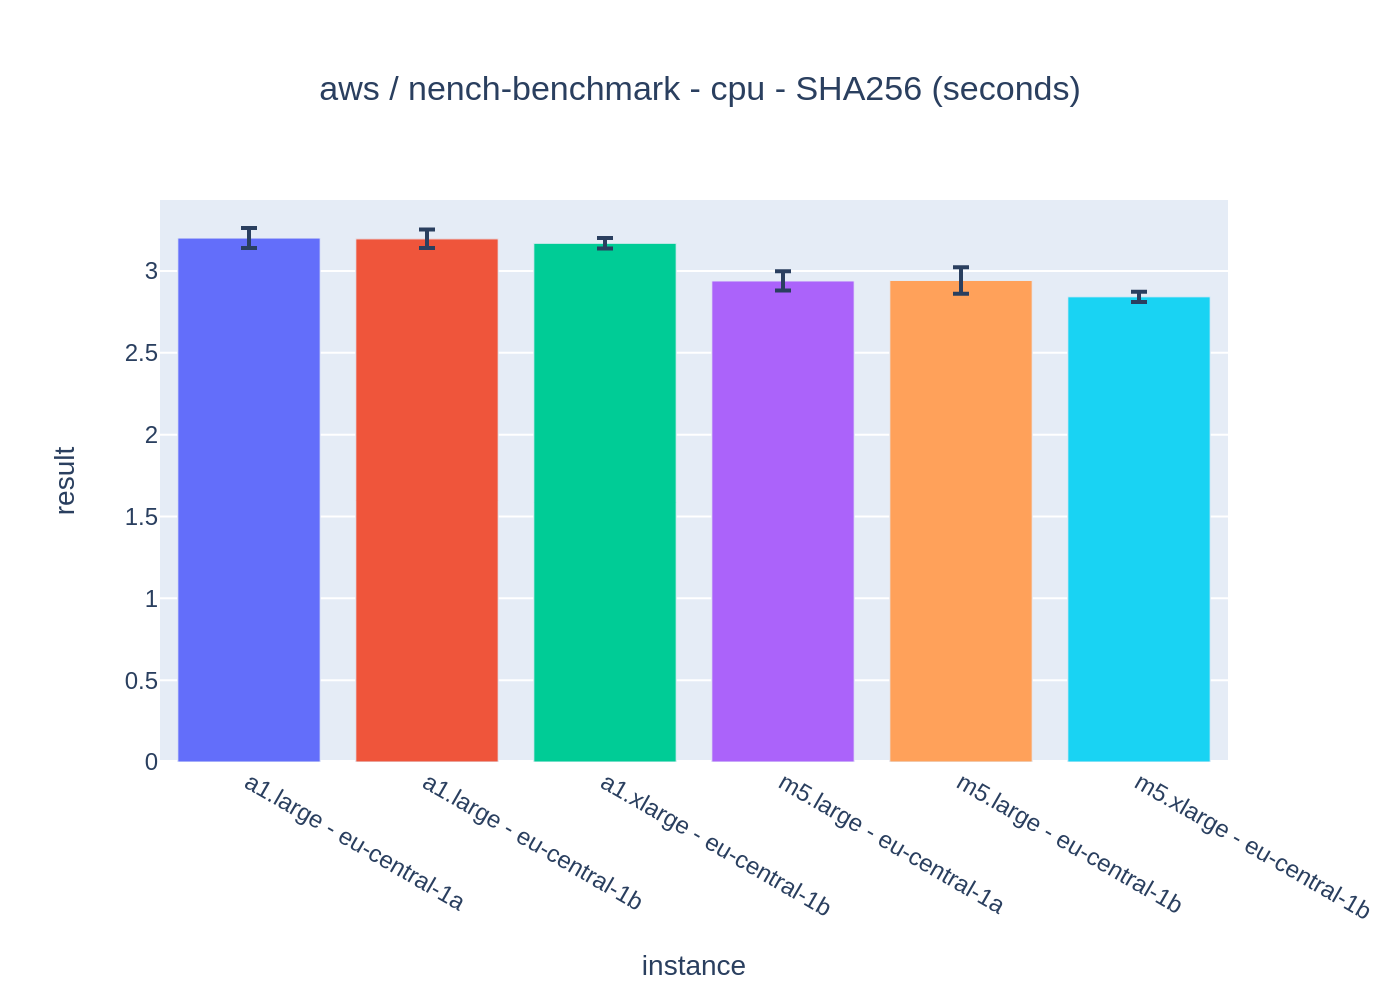 aws / nench-benchmark - cpu - SHA256 (seconds)
result
3
2.5
2
1.5
1
0.5
0
a1.large - eu-central-1a
a1.large - eu-central-1b
a1.xlarge - eu-central-1b
m5.large - eu-central-1a
m5.large - eu-central-1b
m5.xlarge - eu-central-1b
instance